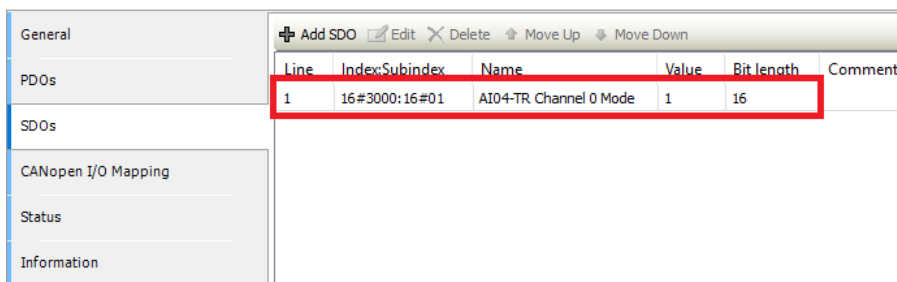 General
PDOs
SDOs
CANopen I/O Mapping
Status
Information
Add SDO Edit Delete Move Up Move Down
Line Index:Subindex Name Value Bit length Comment
1 16#3000:16#01 AI04-TR Channel 0 Mode 1 16